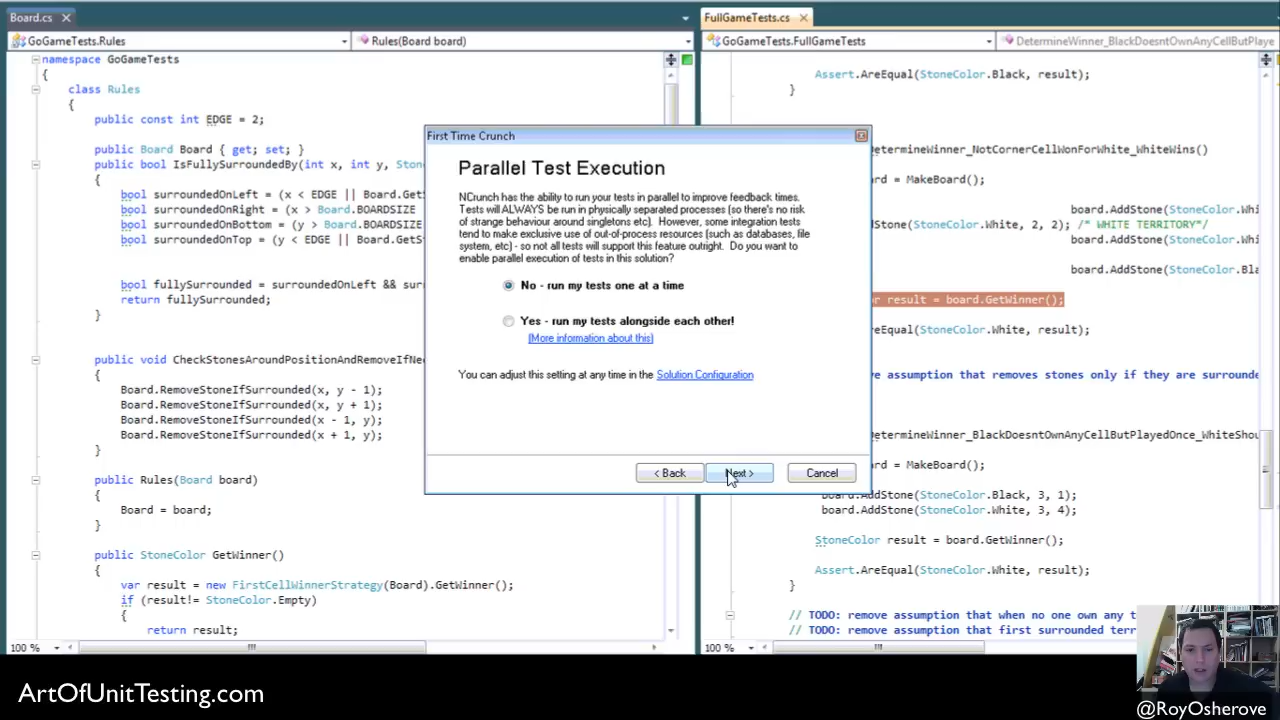 Board.cs
GoGameTests.Rules
Rules(Board board)
namespace GoGameTests
{
class Rules
{
public const int EDGE = 2;
public Board Board { get; set; }
public bool IsFullySurroundedBy(int x, int y, Ston
{
bool surroundedOnLeft = (x < EDGE || Board.GetS
bool surroundedOnRight = (x > Board.BOARDSIZE
bool surroundedOnBottom = (y > Board.BOARDSIZE
bool surroundedOnTop = (y < EDGE || Board.GetSt
bool fullySurrounded = surroundedOnLeft && sur
return fullySurrounded;
}
public void CheckStonesAroundPositionAndRemoveIfNe
{
Board.RemoveStoneIfSurrounded(x, y - 1);
Board.RemoveStoneIfSurrounded(x, y + 1);
Board.RemoveStoneIfSurrounded(x - 1, y);
Board.RemoveStoneIfSurrounded(x + 1, y);
}
public Rules(Board board)
{
Board = board;
}
public StoneColor GetWinner()
{
var result = new FirstCellWinnerStrategy(Board).GetWinner();
if (result!= StoneColor.Empty)
{
return result;
100 %
First Time Crunch
Parallel Test Execution
NCrunch has the ability to run your tests in parallel to improve feedback times.
Tests will ALWAYS be run in physically separated processes (so there's no risk
of strange behaviour around singletons etc). However, some integration tests
tend to make exclusive use of out-of-process resources (such as databases, file
system, etc) - so not all tests will support this feature outright. Do you want to
enable parallel execution of tests in this solution?
No - run my tests one at a time
Yes - run my tests alongside each other!
(More information about this)
You can adjust this setting at any time in the Solution Configuration
< Back
Next >
Cancel
FullGameTests.cs
GoGameTests.FullGameTests
DetermineWinner_BlackDoesntOwnAnyCellButPlaye
Assert.AreEqual(StoneColor.Black, result);
}
DetermineWinner_NotCornerCellWonForWhite_WhiteWins()
rd = MakeBoard();
board.AddStone(StoneColor.Whi
dStone(StoneColor.White, 2, 2); /* WHITE TERRITORY*/
board.AddStone(StoneColor.Whi
board.AddStone(StoneColor.Bla
or result = board.GetWinner();
reEqual(StoneColor.White, result);
ve assumption that removes stones only if they are surrounde
DetermineWinner_BlackDoesntOwnAnyCellButPlayedOnce_WhiteShou
rd = MakeBoard();
board.AddStone(StoneColor.Black, 3, 1);
board.AddStone(StoneColor.White, 3, 4);
StoneColor result = board.GetWinner();
Assert.AreEqual(StoneColor.White, result);
}
// TODO: remove assumption that when no one own any t
// TODO: remove assumption that first surrounded terr
100 %
ArtOfUnitTesting.com
@RoyOsherove